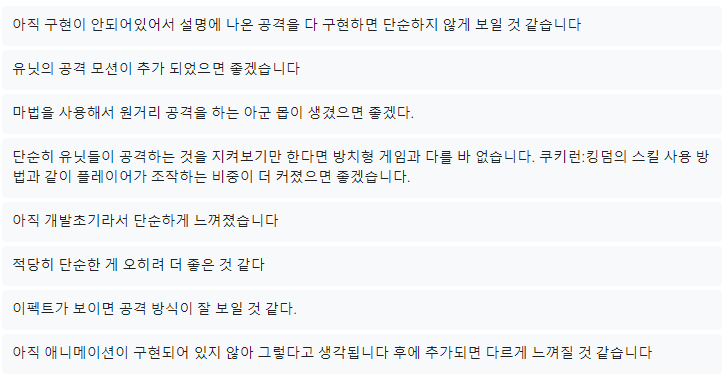 아직 구현이 안되어있어서 설명에 나온 공격을 다 구현하면 단순하지 않게 보일 것 같습니다
유닛의 공격 모션이 추가 되었으면 좋겠습니다
마법을 사용해서 원거리 공격을 하는 아군 몹이 생겼으면 좋겠다.
단순히 유닛들이 공격하는 것을 지켜보기만 한다면 방치형 게임과 다를 바 없습니다. 쿠키런:킹덤의 스킬 사용 방
법과 같이 플레이어가 조작하는 비중이 더 커졌으면 좋겠습니다.
아직 개발초기라서 단순하게 느껴졌습니다
적당히 단순한 게 오히려 더 좋은 것 같다
이펙트가 보이면 공격 방식이 잘 보일 것 같다.
아직 애니메이션이 구현되어 있지 않아 그렇다고 생각됩니다 후에 추가되면 다르게 느껴질 것 같습니다